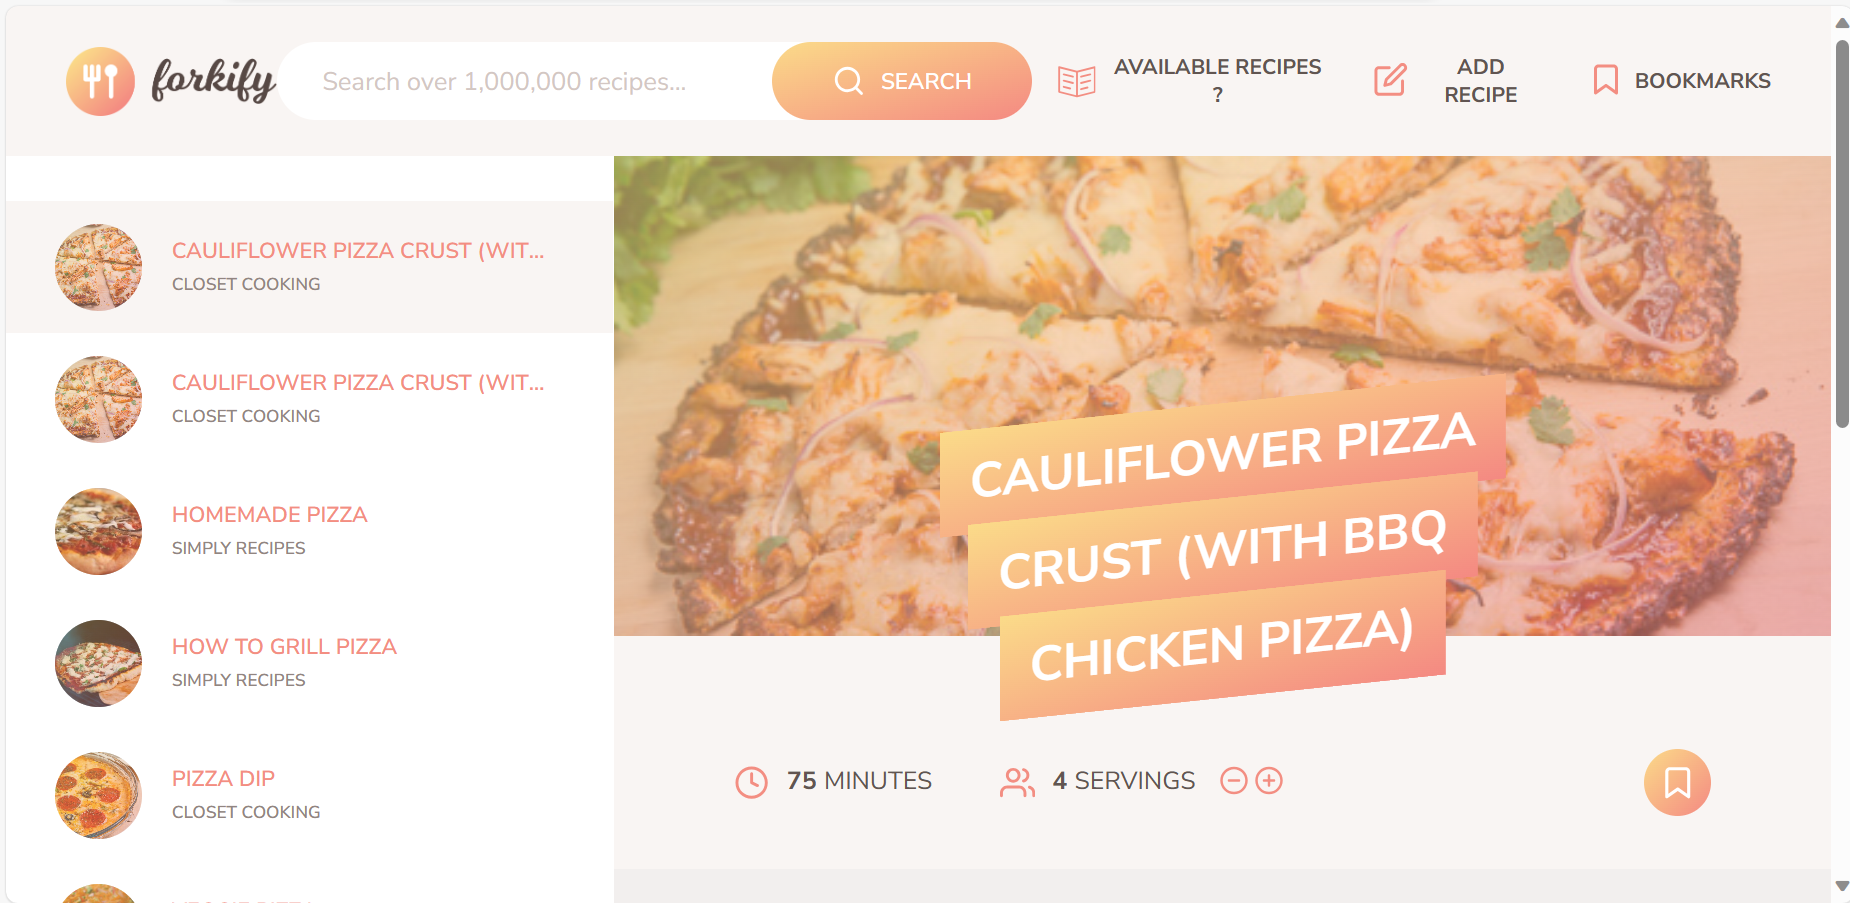 forkify
Search over 1,000,000 recipes...
SEARCH
AVAILABLE RECIPES
?
ADD
RECIPE
BOOKMARKS
CAULIFLOWER PIZZA CRUST (WIT...
CLOSET COOKING
CAULIFLOWER PIZZA CRUST (WIT...
CLOSET COOKING
HOMEMADE PIZZA
SIMPLY RECIPES
HOW TO GRILL PIZZA
SIMPLY RECIPES
PIZZA DIP
CLOSET COOKING
CAULIFLOWER PIZZA
CRUST (WITH BBQ
CHICKEN PIZZA)
75 MINUTES
4 SERVINGS